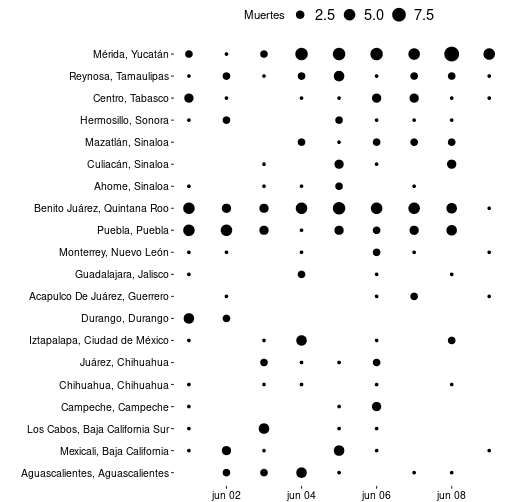 Muertes 2.5 5.0 7.5
Mérida, Yucatán
Reynosa, Tamaulipas
Centro, Tabasco
Hermosillo, Sonora
Mazatlán, Sinaloa
Culiacán, Sinaloa
Ahome, Sinaloa
Benito Juárez, Quintana Roo
Puebla, Puebla
Monterrey, Nuevo León
Guadalajara, Jalisco
Acapulco De Juárez, Guerrero
Durango, Durango
Iztapalapa, Ciudad de México
Juárez, Chihuahua
Chihuahua, Chihuahua
Campeche, Campeche
Los Cabos, Baja California Sur
Mexicali, Baja California
Aguascalientes, Aguascalientes
jun 02 jun 04 jun 06 jun 08